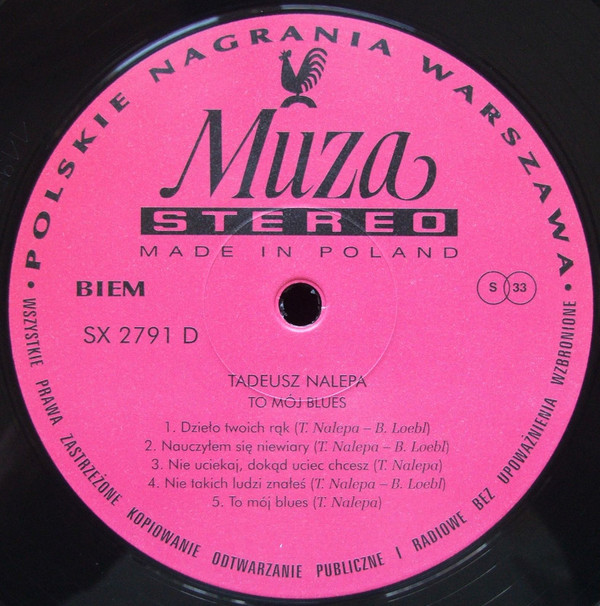 • POLSKIE NAGRANIA WARSZAWA •
Muza
STEREO
MADE IN POLAND
BIEM
S 33
SX 2791 D
TADEUSZ NALEPA
TO MÓJ BLUES
1. Dzieło twoich rąk (T. Nalepa – B. Loebl)
2. Nauczyłem się niewiary (T. Nalepa – B. Loebl)
3. Nie uciekaj, dokąd uciec chcesz (T. Nalepa)
4. Nie takich ludzi znałeś (T. Nalepa – B. Loebl)
5. To mój blues (T. Nalepa)
WSZYSTKIE PRAWA ZASTRZEŻONE KOPIOWANIE ODTWARZANIE PUBLICZNE I RADIOWE BEZ UPOWAŻNIENIA WZBRONIONE